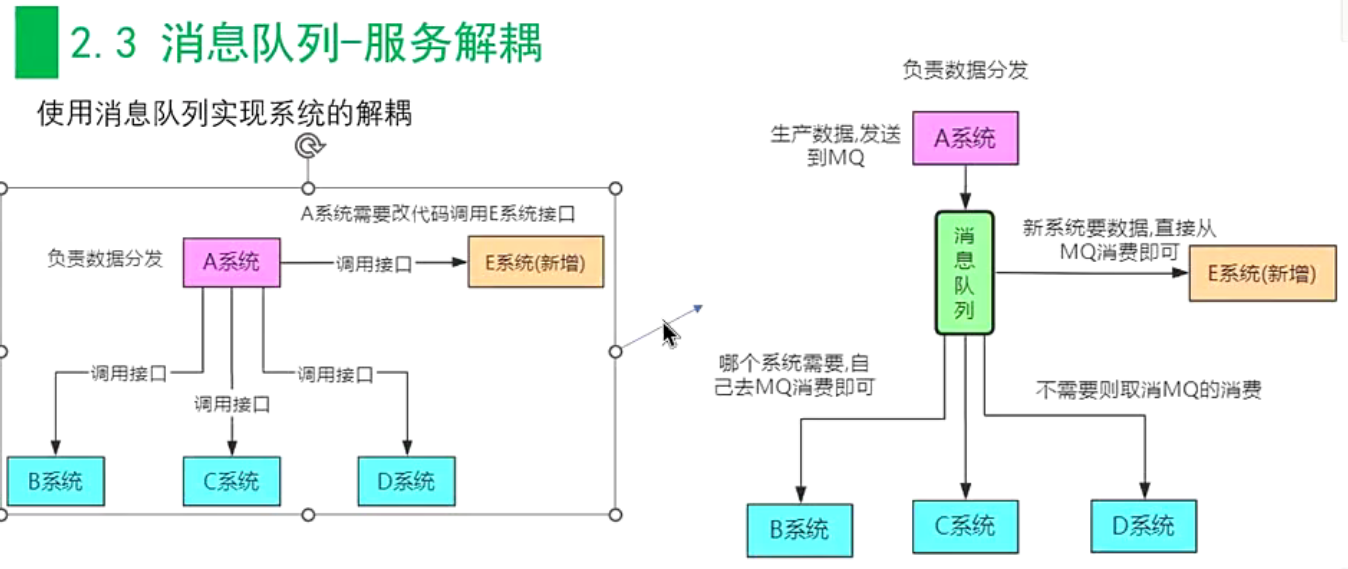 2.3 消息队列-服务解耦
使用消息队列实现系统的解耦
A系统需要改代码调用E系统接口
负责数据分发
A系统
调用接口
E系统(新增)
调用接口
调用接口
调用接口
B系统
C系统
D系统
负责数据分发
生产数据,发送
到MQ
A系统
消
息
队
列
新系统要数据,直接从
MQ消费即可
E系统(新增)
哪个系统需要,自
己去MQ消费即可
不需要则取消MQ的消费
B系统
C系统
D系统